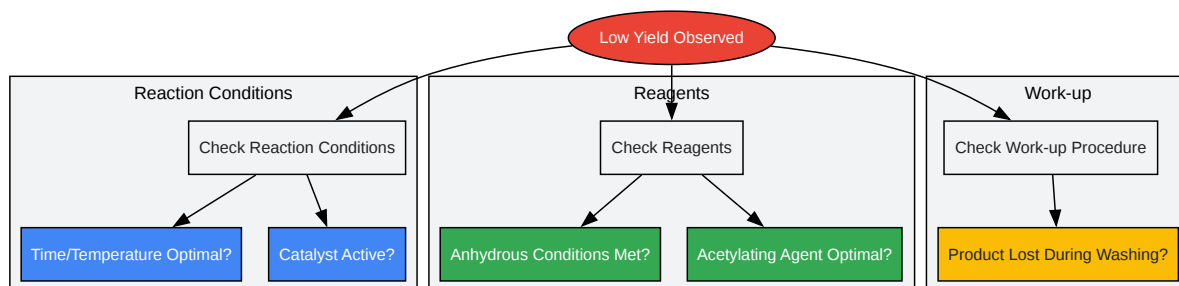 Low Yield Observed
Reaction Conditions
Reagents
Work-up
Check Reaction Conditions
Check Reagents
Check Work-up Procedure
Time/Temperature Optimal?
Catalyst Active?
Anhydrous Conditions Met?
Acetylating Agent Optimal?
Product Lost During Washing?